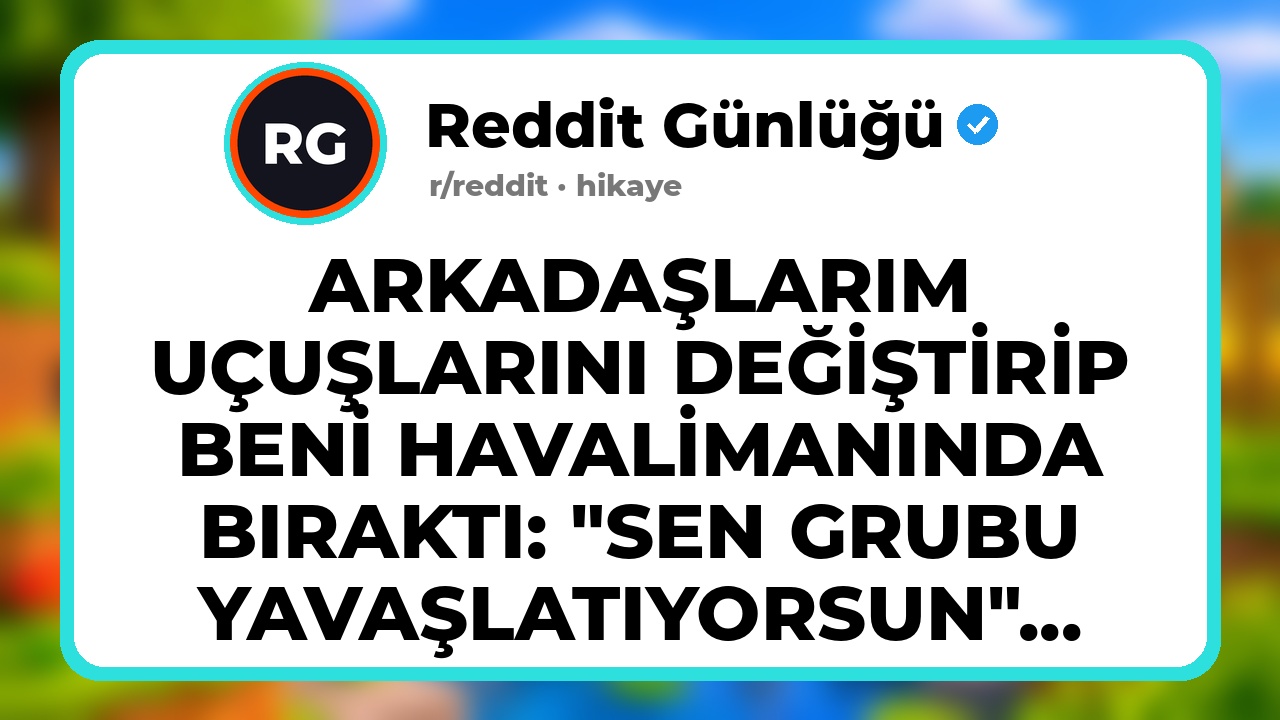 RG
Reddit Günlüğü
r/reddit • hikaye
ARKADAŞLARIM
UÇUŞLARINI DEĞİŞTİRİP
BENİ HAVALİMANINDA
BIRAKTI: "SEN GRUBU
YAVAŞLATIYORSUN"...